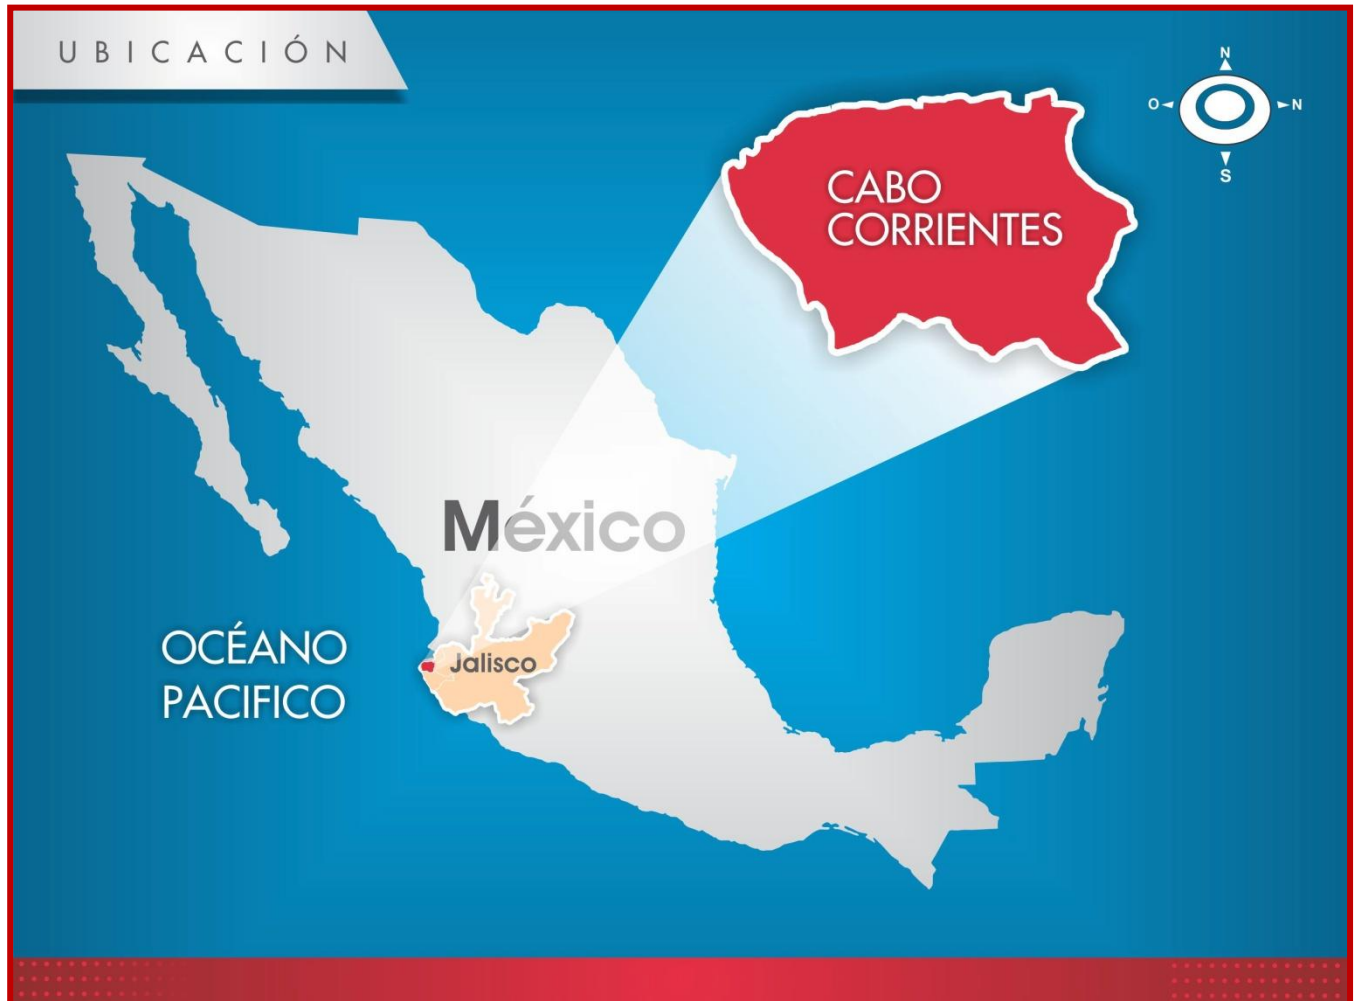 UBICACIÓN
N
O
N
S
CABO
CORRIENTES
México
Jalisco
OCÉANO
PACIFICO